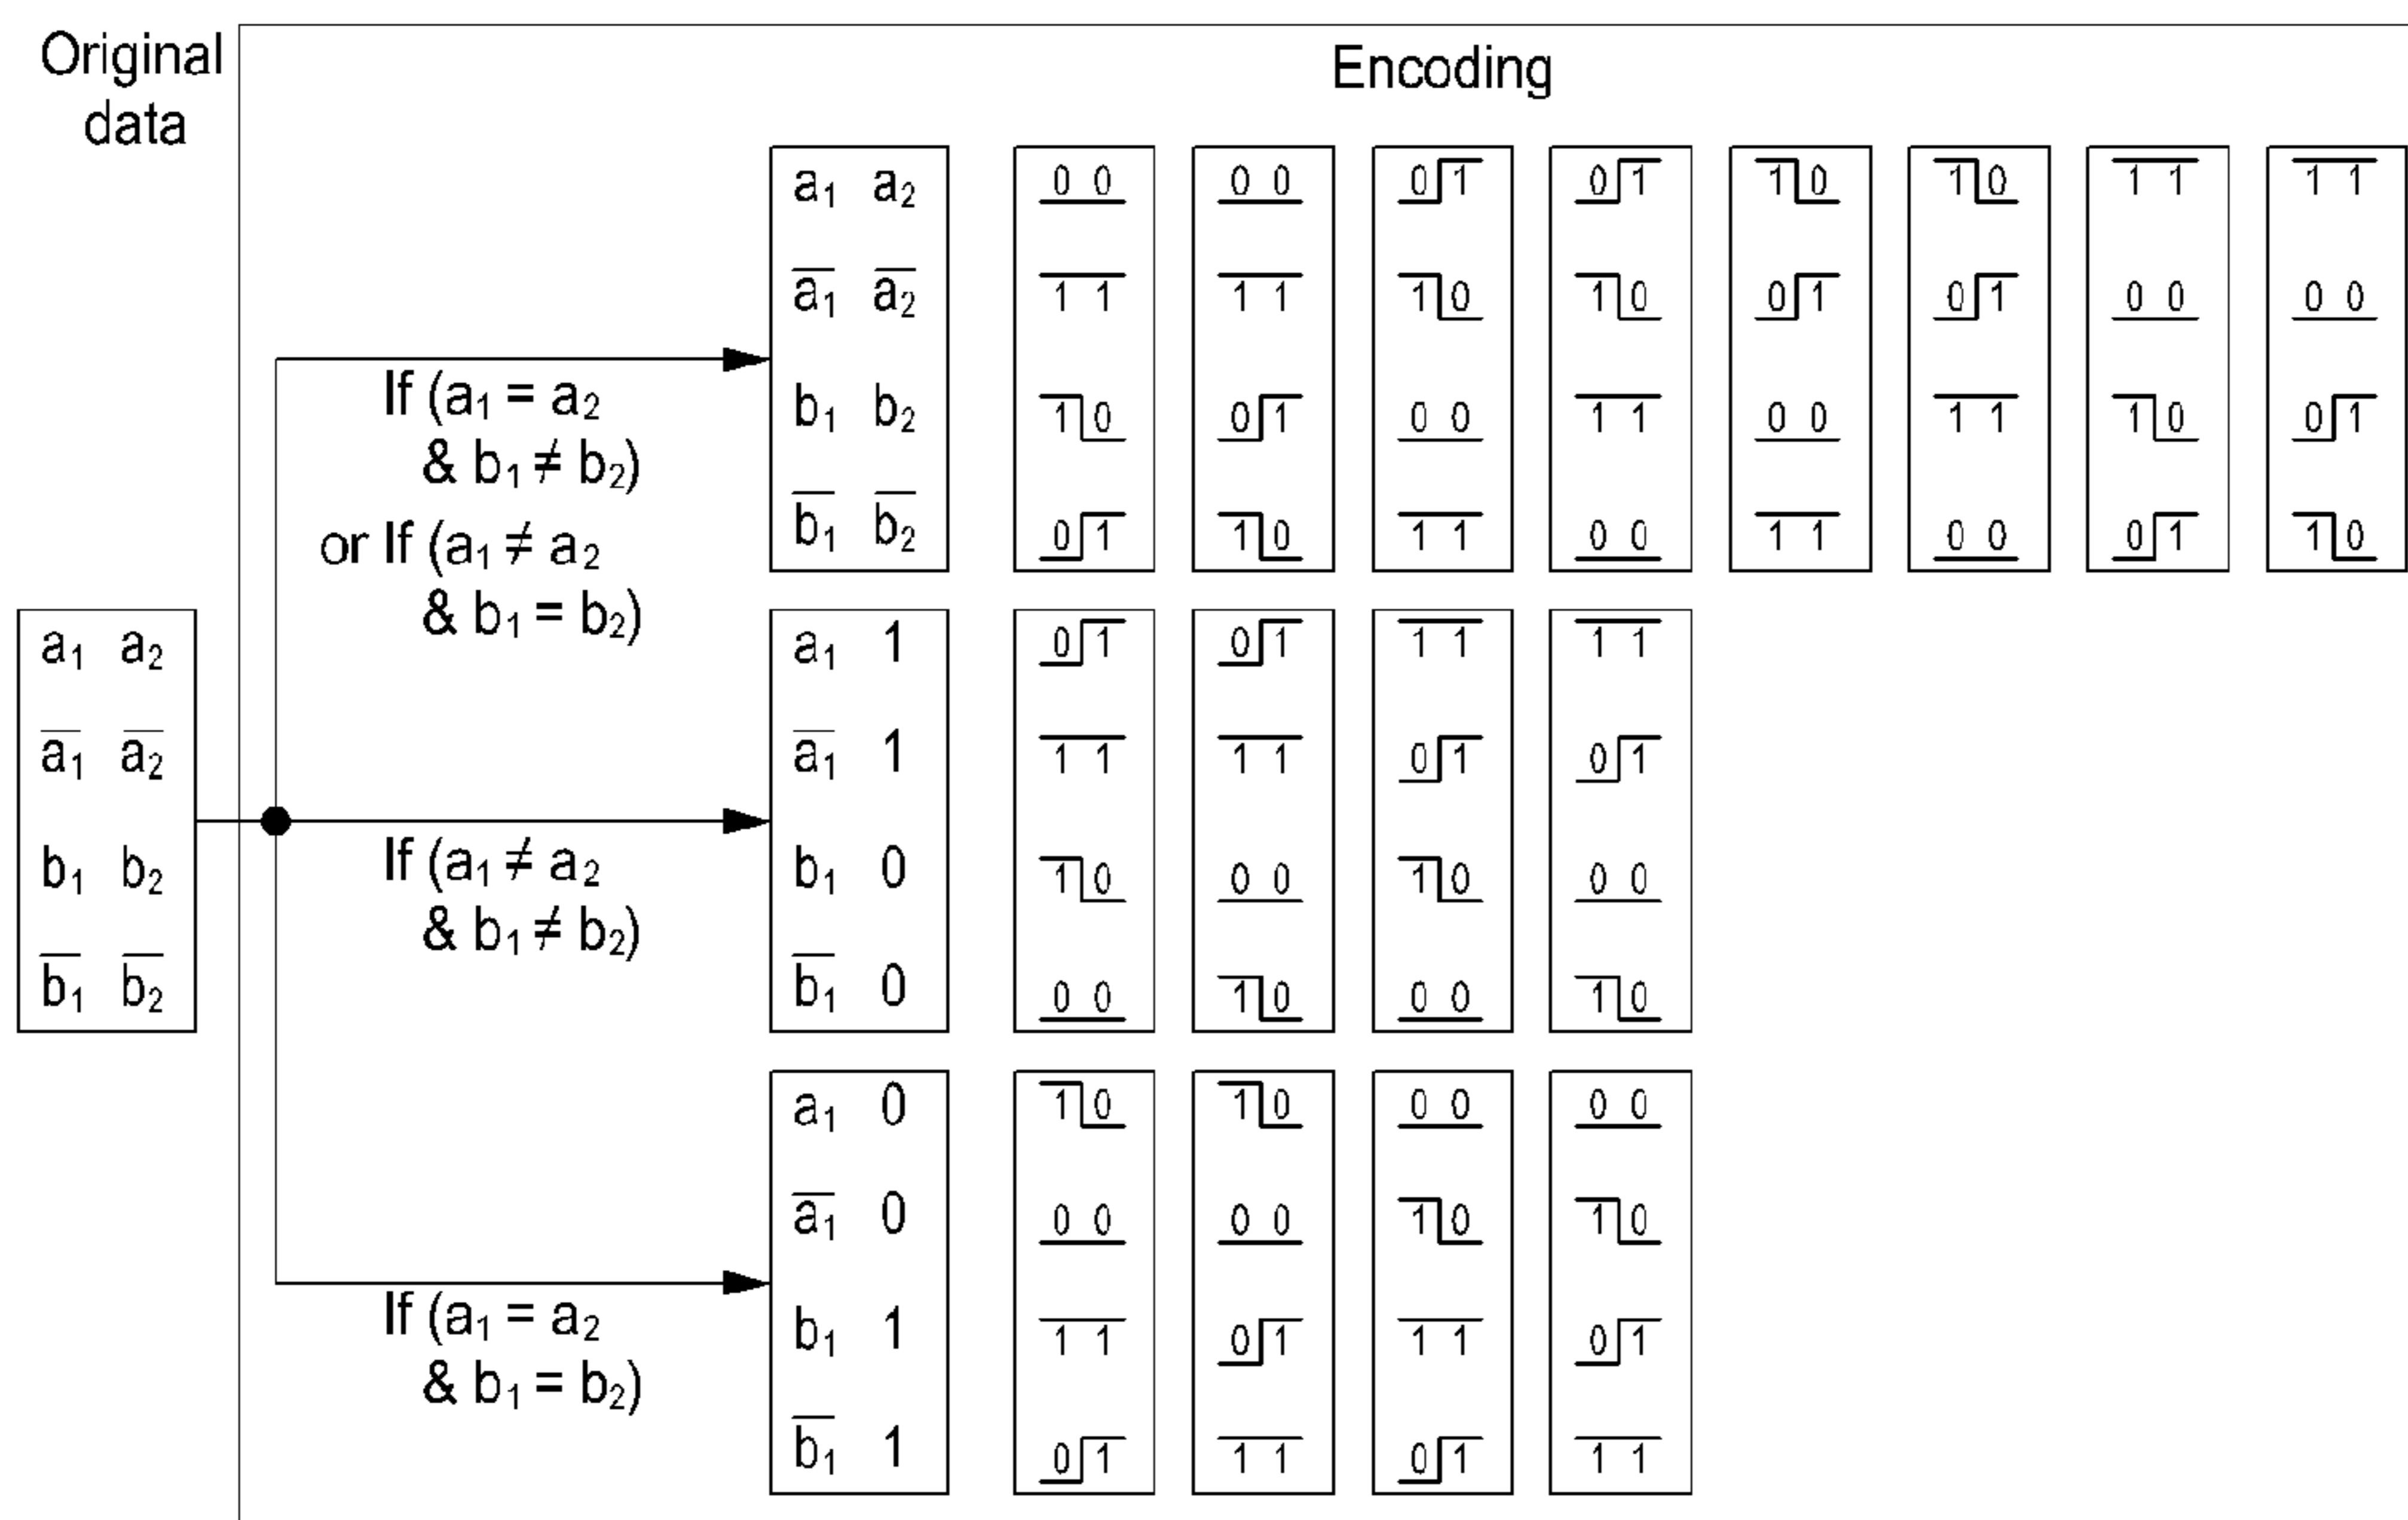 Original
data
Encoding
a₁ a₂ 0 0 0 0 0 1 0 1 1 0 1 0 1 1 1 1
a̅₁ a̅₂ 1 1 1 1 1 0 1 0 0 1 0 1 0 0 0 0
b₁ b₂ 1 0 0 1 0 0 1 1 0 0 1 1 1 0 0 1
b̅₁ b̅₂ 0 1 1 0 1 1 0 0 1 1 0 0 0 1 1 0
If (a₁ = a₂
& b₁ ≠ b₂)
or If (a₁ ≠ a₂
& b₁ = b₂)
a₁ a₂
a̅₁ a̅₂
b₁ b₂
b̅₁ b̅₂
If (a₁ ≠ a₂
& b₁ ≠ b₂)
a₁ 1 0 1 0 1 1 1 1 1
a̅₁ 1 1 1 1 1 0 1 0 1
b₁ 0 1 0 0 0 1 0 0 0
b̅₁ 0 0 0 1 0 0 0 1 0
If (a₁ = a₂
& b₁ = b₂)
a₁ 0 1 0 1 0 0 0 0 0
a̅₁ 0 0 0 0 0 1 0 1 0
b₁ 1 1 1 0 1 1 1 0 1
b̅₁ 1 0 1 1 1 0 1 1 1